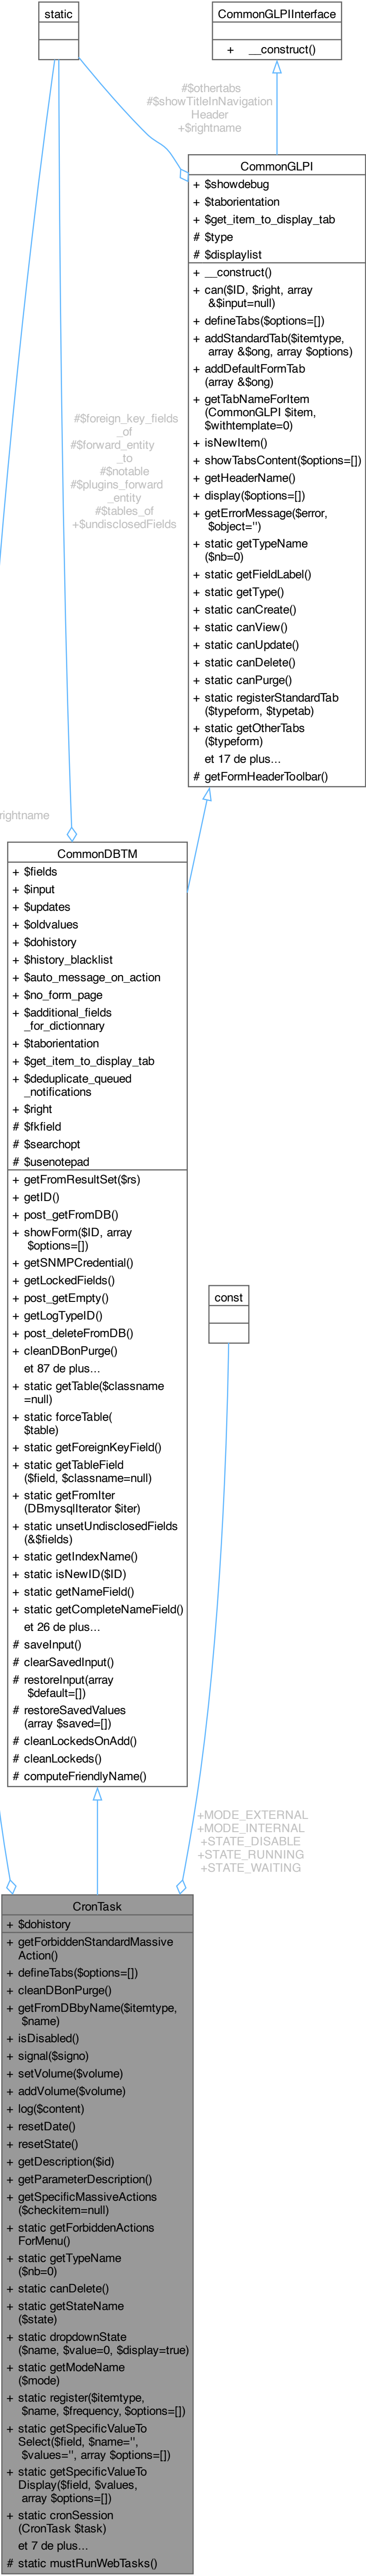 static
CommonGLPIInterface
+ __construct()
#$othertabs
#$showTitleInNavigation
Header
+$rightname
CommonGLPI
+ $showdebug
+ $taborientation
+ $get_item_to_display_tab
# $type
# $displaylist
+ __construct()
+ can($ID, $right, array
&$input=null)
+ defineTabs($options=[])
+ addStandardTab($itemtype,
array &$ong, array $options)
+ addDefaultFormTab
(array &$ong)
+ getTabNameForItem
(CommonGLPI $item,
$withtemplate=0)
+ isNewItem()
+ showTabsContent($options=[])
+ getHeaderName()
+ display($options=[])
+ getErrorMessage($error,
$object='')
+ static getTypeName
($nb=0)
+ static getFieldLabel()
+ static getType()
+ static canCreate()
+ static canView()
+ static canUpdate()
+ static canDelete()
+ static canPurge()
+ static registerStandardTab
($typeform, $typetab)
+ static getOtherTabs
($typeform)
et 17 de plus...
# getFormHeaderToolbar()
#$foreign_key_fields
_of
#$forward_entity
_to
#$notable
#$plugins_forward
_entity
#$tables_of
+$undisclosedFields
rightname
CommonDBTM
+ $fields
+ $input
+ $updates
+ $oldvalues
+ $dohistory
+ $history_blacklist
+ $auto_message_on_action
+ $no_form_page
+ $additional_fields
_for_dictionnary
+ $taborientation
+ $get_item_to_display_tab
+ $deduplicate_queued
_notifications
+ $right
# $fkfield
# $searchopt
# $usenotepad
+ getFromResultSet($rs)
+ getID()
+ post_getFromDB()
+ showForm($ID, array
$options=[])
+ getSNMPCredential()
+ getLockedFields()
+ post_getEmpty()
+ getLogTypeID()
+ post_deleteFromDB()
+ cleanDBonPurge()
et 87 de plus...
+ static getTable($classname
=null)
+ static forceTable(
$table)
+ static getForeignKeyField()
+ static getTableField
($field, $classname=null)
+ static getFromIter
(DBmysqlIterator $iter)
+ static unsetUndisclosedFields
(&$fields)
+ static getIndexName()
+ static isNewID($ID)
+ static getNameField()
+ static getCompleteNameField()
et 26 de plus...
# saveInput()
# clearSavedInput()
# restoreInput(array
$default=[])
# restoreSavedValues
(array $saved=[])
# cleanLockedsOnAdd()
# cleanLockeds()
# computeFriendlyName()
const
+MODE_EXTERNAL
+MODE_INTERNAL
+STATE_DISABLE
+STATE_RUNNING
+STATE_WAITING
CronTask
+ $dohistory
+ getForbiddenStandardMassive
Action()
+ defineTabs($options=[])
+ cleanDBonPurge()
+ getFromDBbyName($itemtype,
$name)
+ isDisabled()
+ signal($signo)
+ setVolume($volume)
+ addVolume($volume)
+ log($content)
+ resetDate()
+ resetState()
+ getDescription($id)
+ getParameterDescription()
+ getSpecificMassiveActions
($checkitem=null)
+ static getForbiddenActions
ForMenu()
+ static getTypeName
($nb=0)
+ static canDelete()
+ static getStateName
($state)
+ static dropdownState
($name, $value=0, $display=true)
+ static getModeName
($mode)
+ static register($itemtype,
$name, $frequency, $options=[])
+ static getSpecificValueTo
Select($field, $name='',
$values='', array $options=[])
+ static getSpecificValueTo
Display($field, $values,
array $options=[])
+ static cronSession
(CronTask $task)
et 7 de plus...
# static mustRunWebTasks()